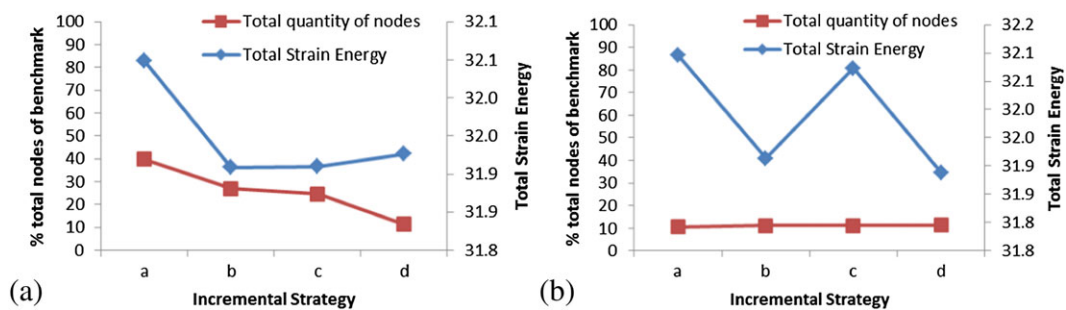 100
90
80
70
60
50
40
30
20
10
0
% total nodes of benchmark
Total quantity of nodes
Total Strain Energy
32.1
32.1
32.0
32.0
31.9
31.9
31.8
Total Strain Energy
a b c d
Incremental Strategy
(a)
100
90
80
70
60
50
40
30
20
10
0
% total nodes of benchmark
Total quantity of nodes
Total Strain Energy
32.2
32.1
32.1
32.0
32.0
31.9
31.9
31.8
31.8
Total Strain Energy
a b c d
Incremental Strategy
(b)